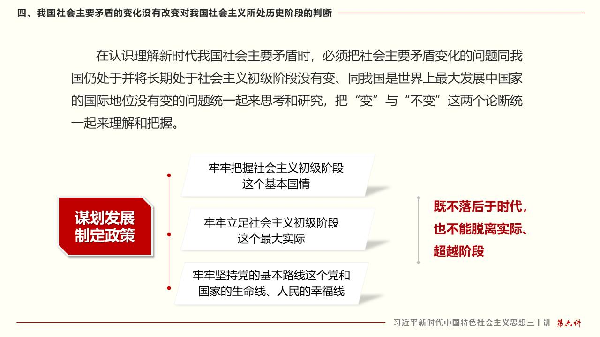 四、我国社会主要矛盾的变化没有改变对我国社会主义所处历史阶段的判断
在认识理解新时代我国社会主要矛盾时，必须把社会主要矛盾变化的问题同我
国仍处于并将长期处于社会主义初级阶段没有变、同我国是世界上最大发展中国家
的国际地位没有变的问题统一起来思考和研究，把“变”与“不变”这两个论断统
一起来理解和把握。
谋划发展
制定政策
牢牢把握社会主义初级阶段
这个基本国情
牢牢立足社会主义初级阶段
这个最大实际
牢牢坚持党的基本路线这个党和
国家的生命线、人民的幸福线
既不落后于时代，
也不能脱离实际、
超越阶段
习近平新时代中国特色社会主义思想三十讲 第六讲